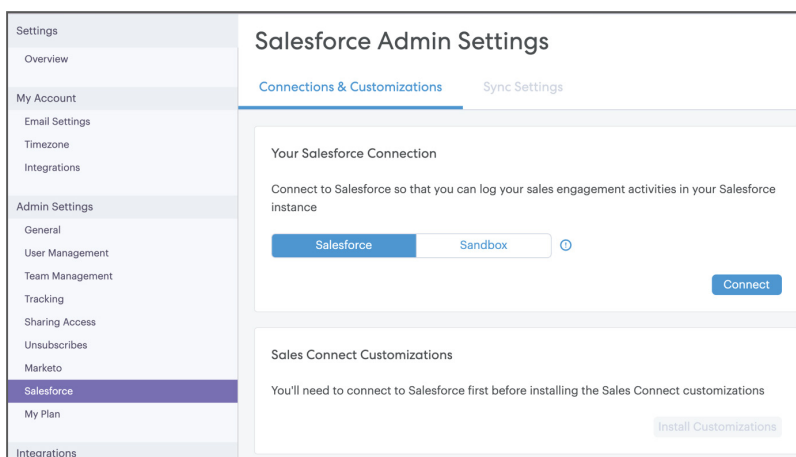 Settings
Overview
My Account
Email Settings
Timezone
Integrations
Admin Settings
General
User Management
Team Management
Tracking
Sharing Access
Unsubscribes
Marketo
Salesforce
My Plan
Integrations
Salesforce Admin Settings
Connections & Customizations
Sync Settings
Your Salesforce Connection
Connect to Salesforce so that you can log your sales engagement activities in your Salesforce
instance
Salesforce
Sandbox
Connect
Sales Connect Customizations
You'll need to connect to Salesforce first before installing the Sales Connect customizations
Install Customizations